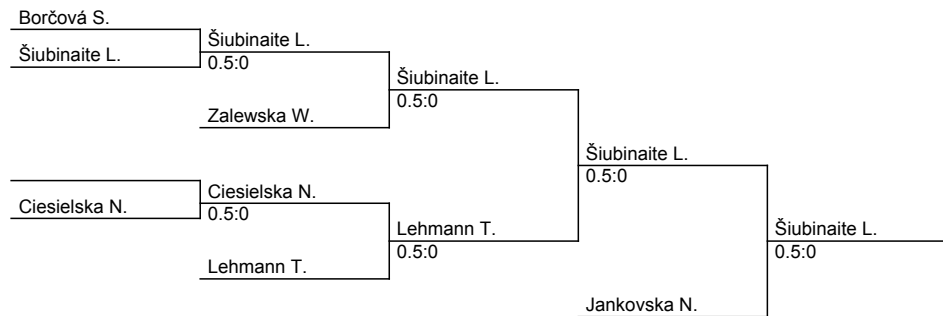 Borčová S.
Šiubinaite L.
Šiubinaite L.
0.5:0
Šiubinaite L.
0.5:0
Zalewska W.
Šiubinaite L.
0.5:0
Ciesielska N.
0.5:0
Ciesielska N.
Lehmann T.
0.5:0
Šiubinaite L.
0.5:0
Lehmann T.
Jankovska N.